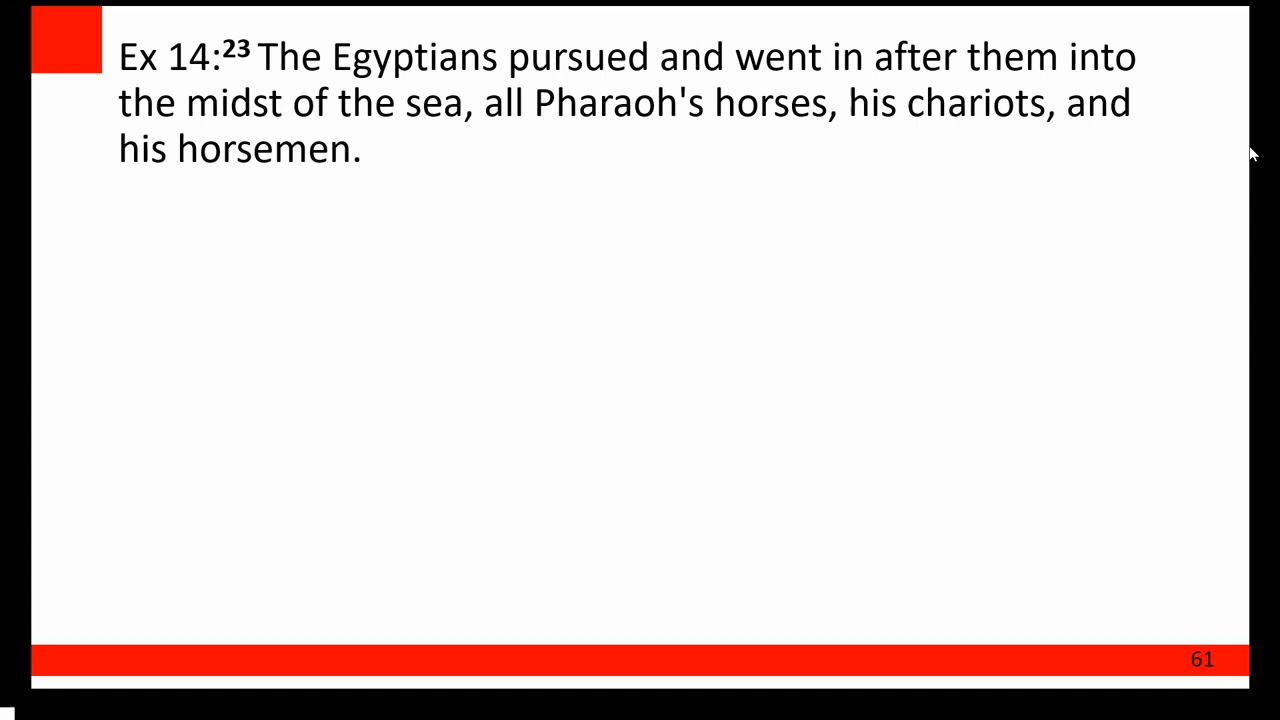 Ex 14:23 The Egyptians pursued and went in after them into
the midst of the sea, all Pharaoh's horses, his chariots, and
his horsemen.
61